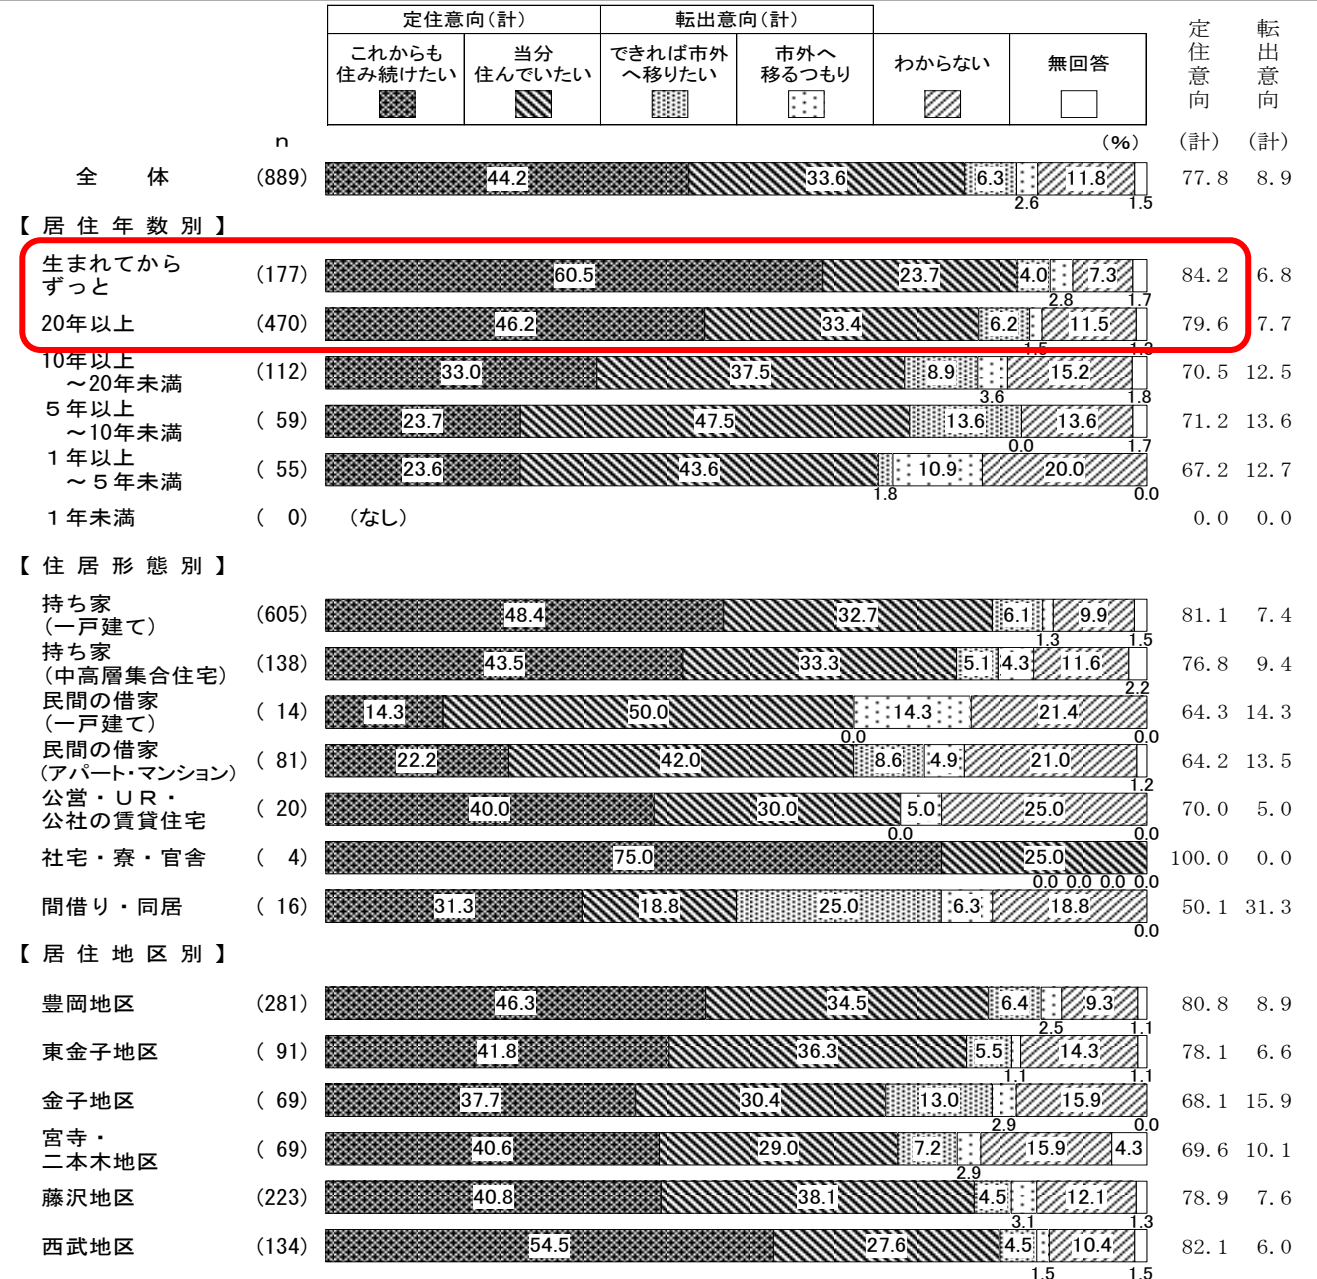 定住意向（計） 転出意向（計）
これからも
住み続けたい
当分
住んでいたい
できれば市外
へ移りたい
市外へ
移るつもり
わからない
無回答
定住意向
転出意向
ｎ （％） （計） （計）
全　体 （889） 44.2 33.6 6.3 2.6 11.8 1.5 77.8 8.9
【居住年数別】
生まれてから
ずっと （177） 60.5 23.7 4.0 2.8 7.3 1.7 84.2 6.8
20年以上 （470） 46.2 33.4 6.2 1.5 11.5 1.3 79.6 7.7
10年以上
～20年未満 （112） 33.0 37.5 8.9 3.6 15.2 1.8 70.5 12.5
５年以上
～10年未満 （ 59） 23.7 47.5 13.6 0.0 13.6 1.7 71.2 13.6
１年以上
～５年未満 （ 55） 23.6 43.6 1.8 10.9 20.0 0.0 67.2 12.7
１年未満 （ 0） （なし） 0.0 0.0
【住居形態別】
持ち家
（一戸建て） （605） 48.4 32.7 6.1 1.3 9.9 1.5 81.1 7.4
持ち家
（中高層集合住宅） （138） 43.5 33.3 5.1 4.3 11.6 2.2 76.8 9.4
民間の借家
（一戸建て） （ 14） 14.3 50.0 0.0 14.3 21.4 0.0 64.3 14.3
民間の借家
（アパート・マンション） （ 81） 22.2 42.0 8.6 4.9 21.0 1.2 64.2 13.5
公営・ＵＲ・
公社の賃貸住宅 （ 20） 40.0 30.0 0.0 5.0 25.0 0.0 70.0 5.0
社宅・寮・官舎 （ 4） 75.0 25.0 0.0 0.0 0.0 0.0 100.0 0.0
間借り・同居 （ 16） 31.3 18.8 25.0 6.3 18.8 0.0 50.1 31.3
【居住地区別】
豊岡地区 （281） 46.3 34.5 6.4 2.5 9.3 1.1 80.8 8.9
東金子地区 （ 91） 41.8 36.3 5.5 1.1 14.3 1.1 78.1 6.6
金子地区 （ 69） 37.7 30.4 13.0 2.9 15.9 0.0 68.1 15.9
宮寺・
二本木地区 （ 69） 40.6 29.0 7.2 2.9 15.9 4.3 69.6 10.1
藤沢地区 （223） 40.8 38.1 4.5 3.1 12.1 1.3 78.9 7.6
西武地区 （134） 54.5 27.6 4.5 1.5 10.4 1.5 82.1 6.0